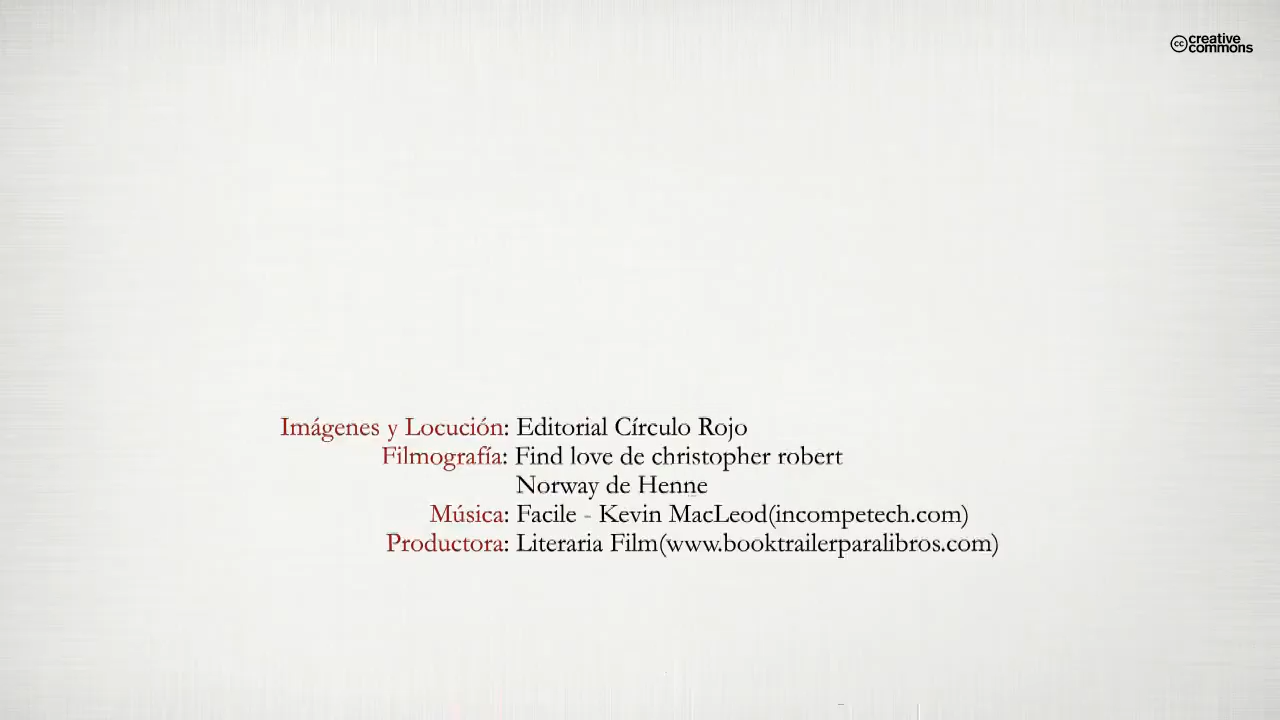 cc creative
commons
Imágenes y Locución: Editorial Círculo Rojo
Filmografía: Find love de christopher robert
Norway de Henne
Música: Facile - Kevin MacLeod(incompetech.com)
Productora: Literaria Film(www.booktrailerparalibros.com)